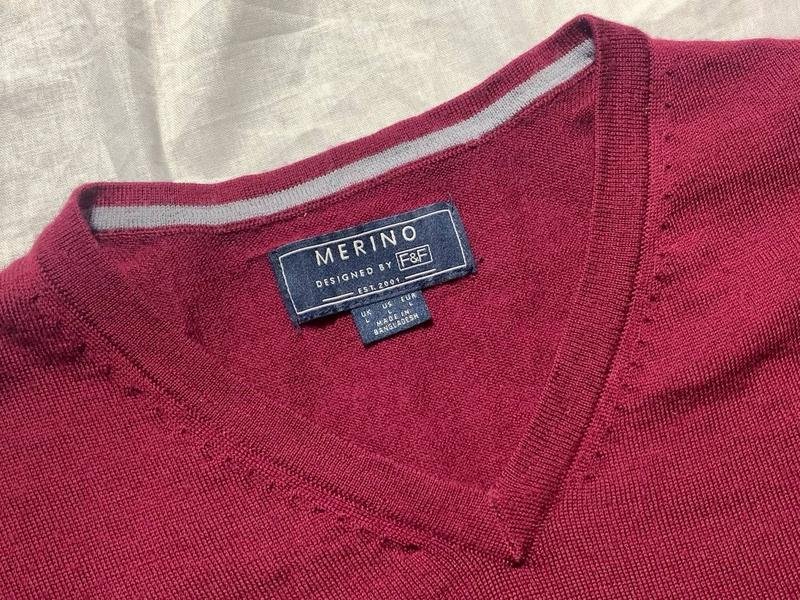 MERINO
DESIGNED BY F&F
EST. 2001
UK US EUR
L L L
MADE IN
BANGLADESH